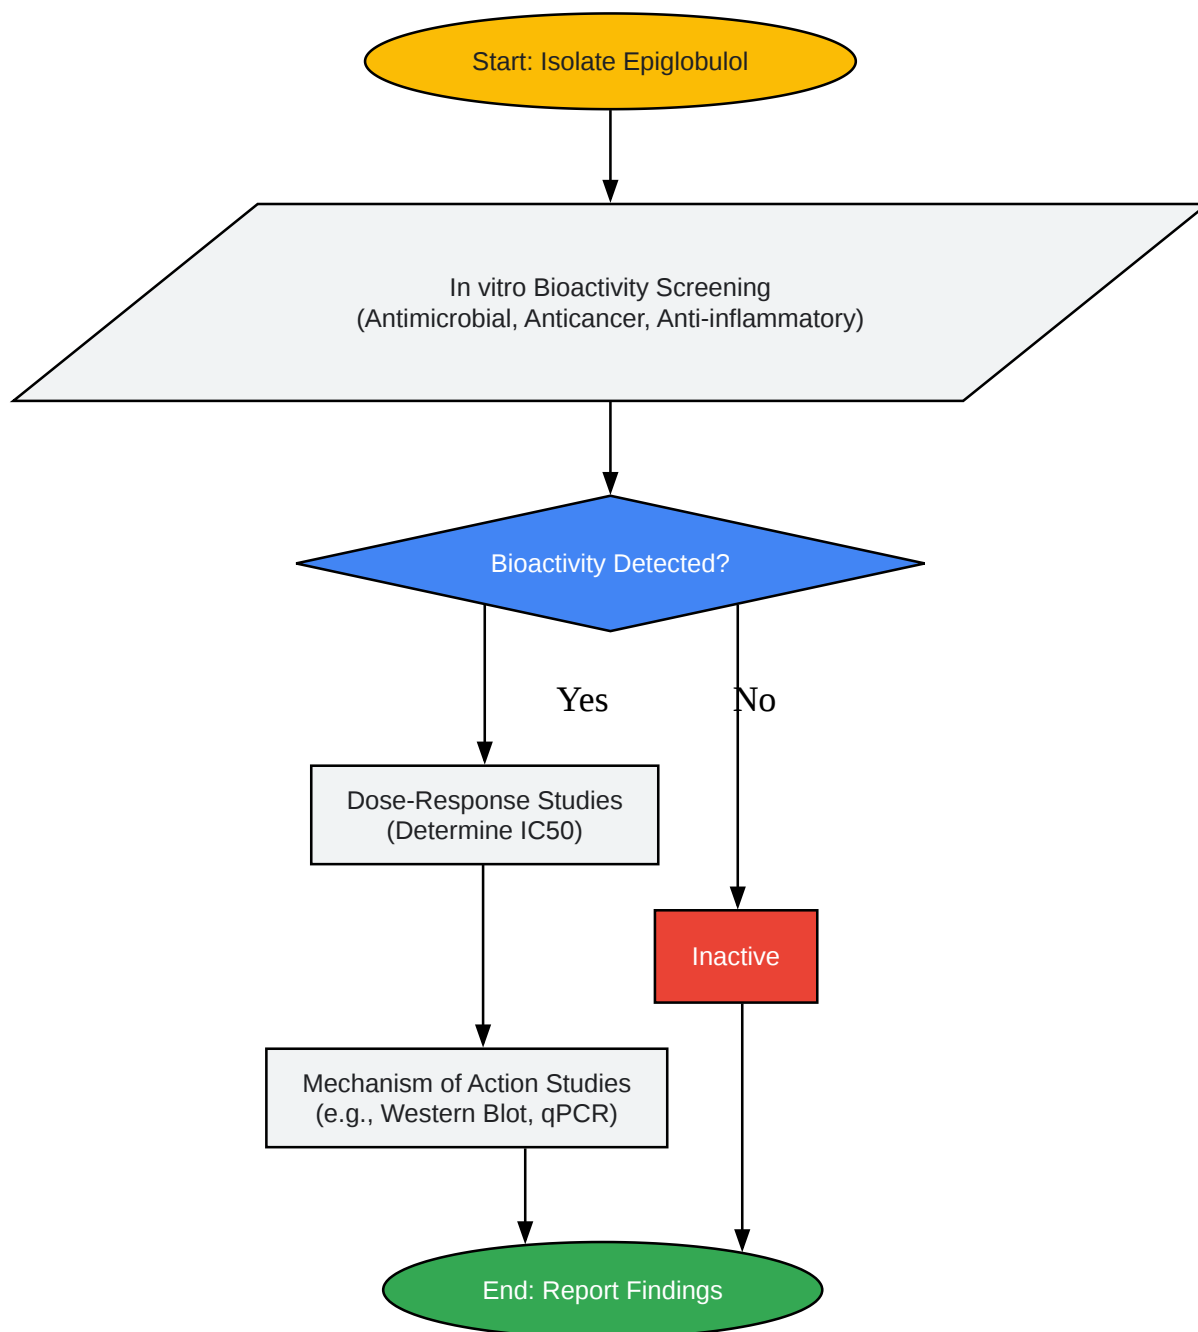 Start: Isolate Epiglobulol
In vitro Bioactivity Screening
(Antimicrobial, Anticancer, Anti-inflammatory)
Bioactivity Detected?
Yes
No
Dose-Response Studies
(Determine IC50)
Inactive
Mechanism of Action Studies
(e.g., Western Blot, qPCR)
End: Report Findings